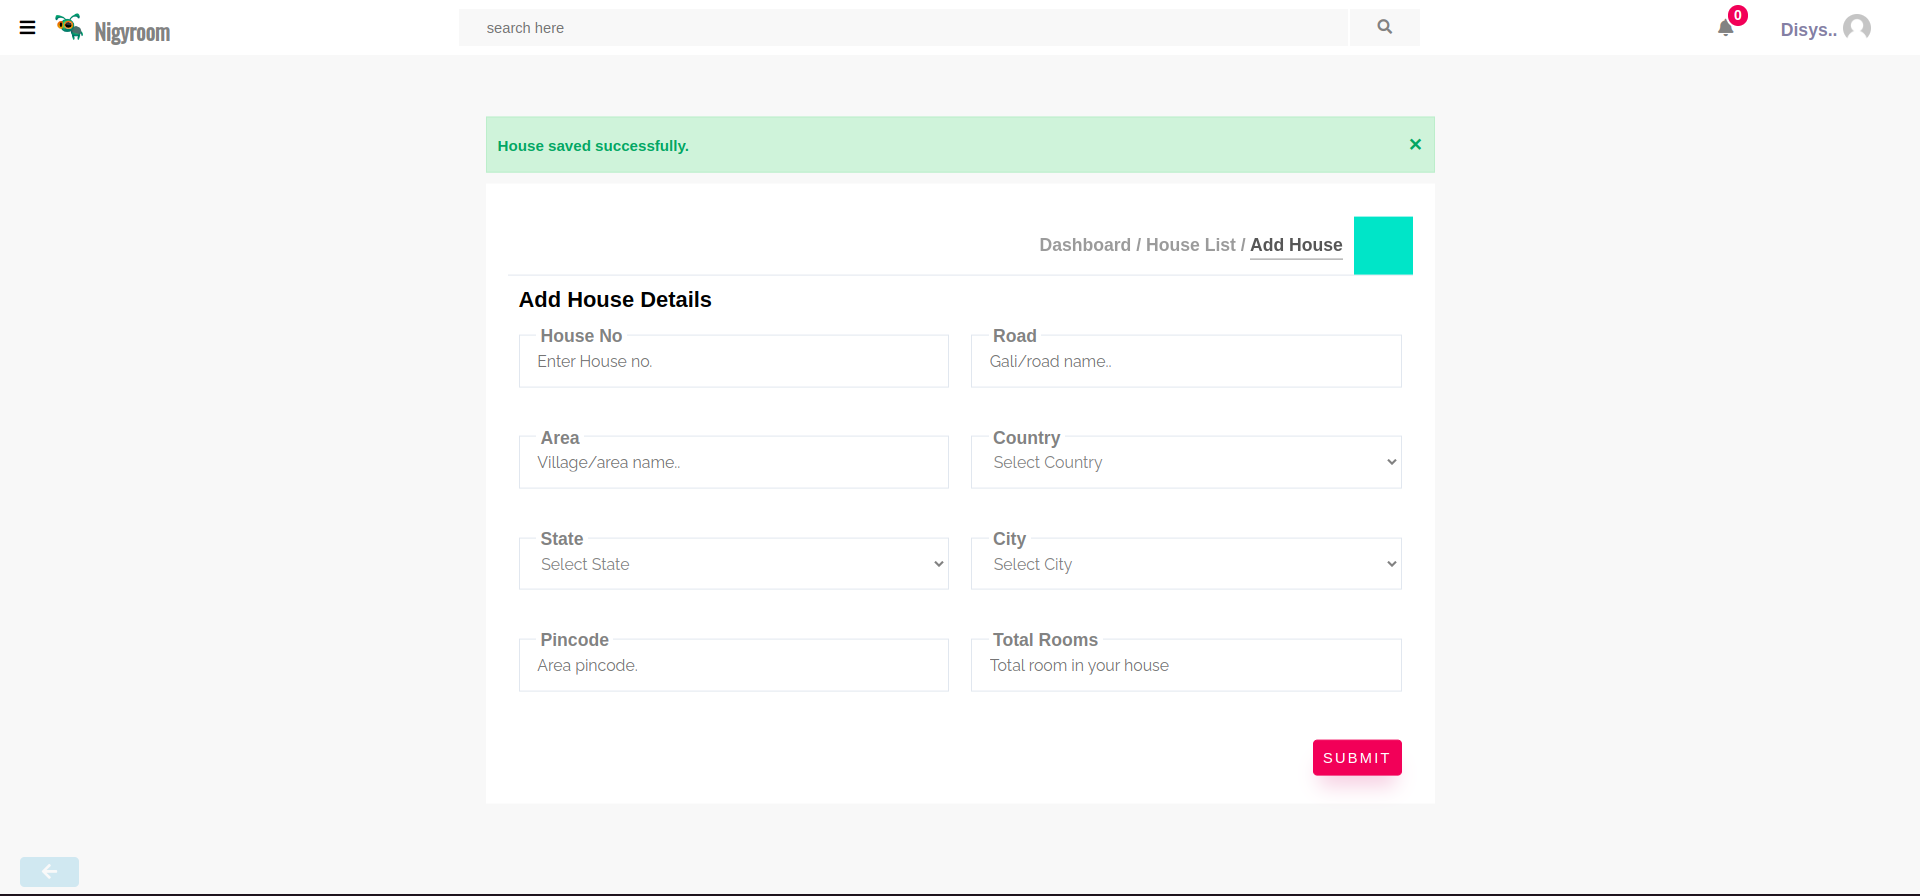 Nigyroom
search here
0
Disys..
House saved successfully.
×
Dashboard / House List / Add House
Add House Details
House No
Road
Enter House no.
Gali/road name..
Area
Country
Village/area name..
Select Country
State
City
Select State
Select City
Pincode
Total Rooms
Area pincode.
Total room in your house
SUBMIT